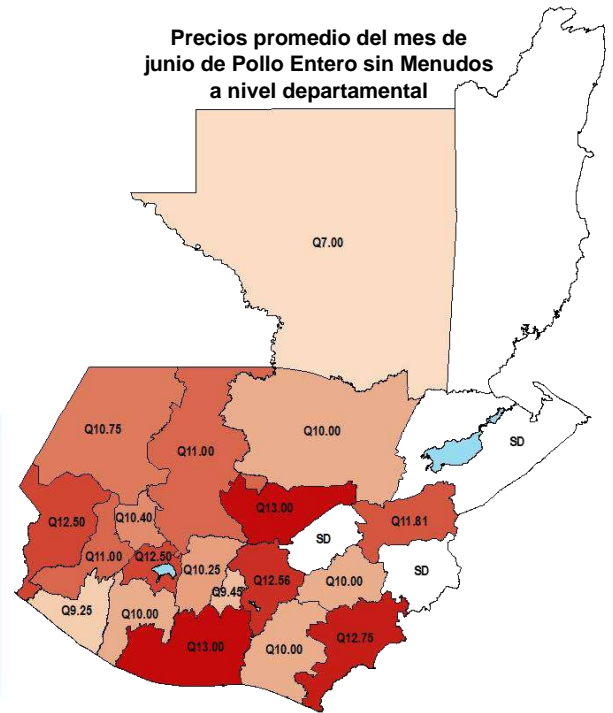 Precios promedio del mes de
junio de Pollo Entero sin Menudos
a nivel departamental
Q7.00
Q10.75
Q11.00
Q10.00
SD
Q12.50
Q10.40
Q13.00
Q11.81
Q11.00
Q12.50
Q10.25
SD
Q9.45
Q12.56
Q10.00
SD
Q9.25
Q10.00
Q13.00
Q10.00
Q12.75